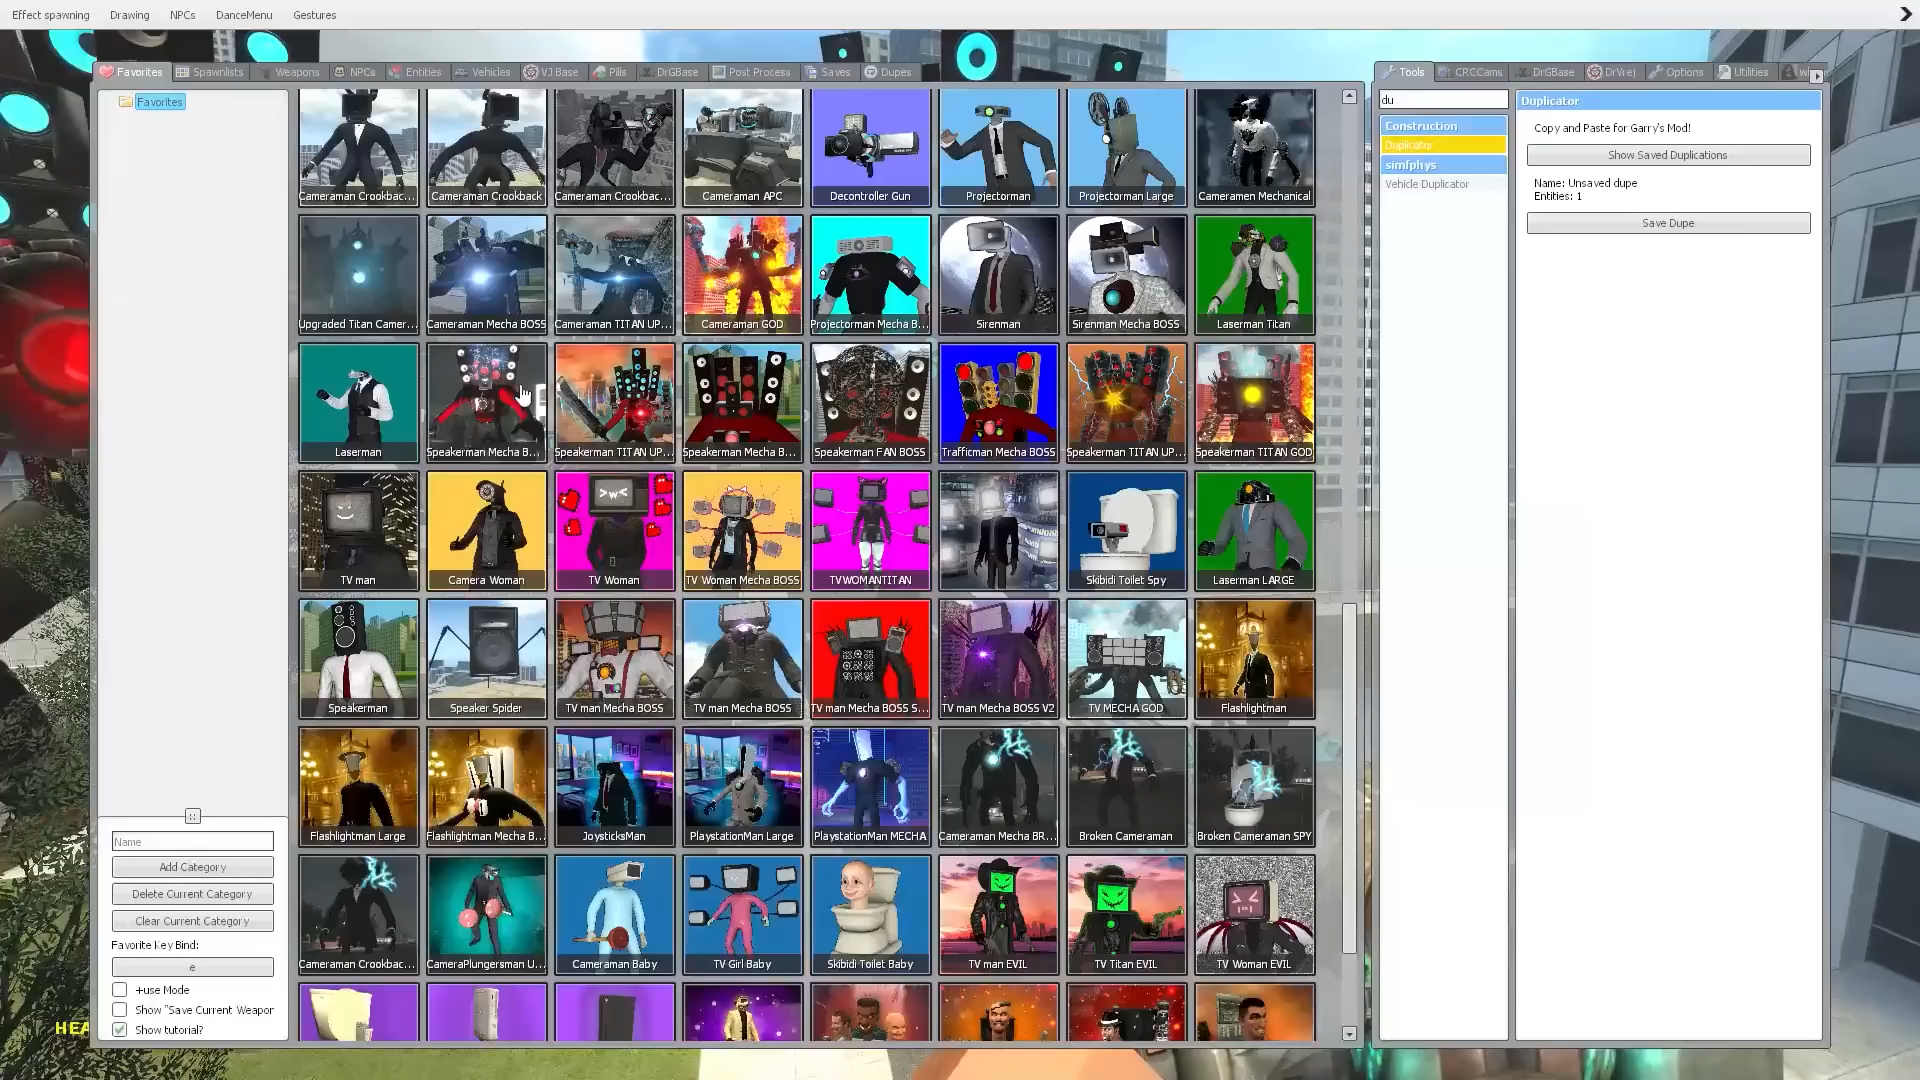 Effect spawning Drawing NPCs DanceMenu Gestures
Favorites Spawnlists Weapons NPCs Entities Vehicles VJ Base Pills DrGBase Post Process Saves Dupes
Tools CRCCams DrGBase DrVrej Options Utilities
Favorites
Cameraman Crookbac... Cameraman Crookback Cameraman Crookbac... Cameraman APC Decontroller Gun Projectorman Projectorman Large Cameramen Mechanical
Upgraded Titan Camer... Cameraman Mecha BOSS Cameraman TITAN UP... Cameraman GOD Projectorman Mecha B... Sirenman Sirenman Mecha BOSS Laserman Titan
Laserman Speakerman Mecha B... Speakerman TITAN UP... Speakerman Mecha B... Speakerman FAN BOSS Trafficman Mecha BOSS Speakerman TITAN UP... Speakerman TITAN GOD
TV man Camera Woman TV Woman TV Woman Mecha BOSS TVWOMANTITAN Skibidi Toilet Spy Laserman LARGE
Speakerman Speaker Spider TV man Mecha BOSS TV man Mecha BOSS TV man Mecha BOSS S... TV man Mecha BOSS V2 TV MECHA GOD Flashlightman
Flashlightman Large Flashlightman Mecha B... JoysticksMan PlaystationMan Large PlaystationMan MECHA Cameraman Mecha BR... Broken Cameraman Broken Cameraman SPY
Cameraman Crookbac... CameraPlungersman U... Cameraman Baby TV Girl Baby Skibidi Toilet Baby TV man EVIL TV Titan EVIL TV Woman EVIL
Name
Add Category
Delete Current Category
Clear Current Category
Favorite Key Bind:
e
+use Mode
Show "Save Current Weapon
Show tutorial?
HEA
du
Construction
Duplicator
simfphys
Vehicle Duplicator
Duplicator
Copy and Paste for Garry's Mod!
Show Saved Duplications
Name: Unsaved dupe
Entities: 1
Save Dupe